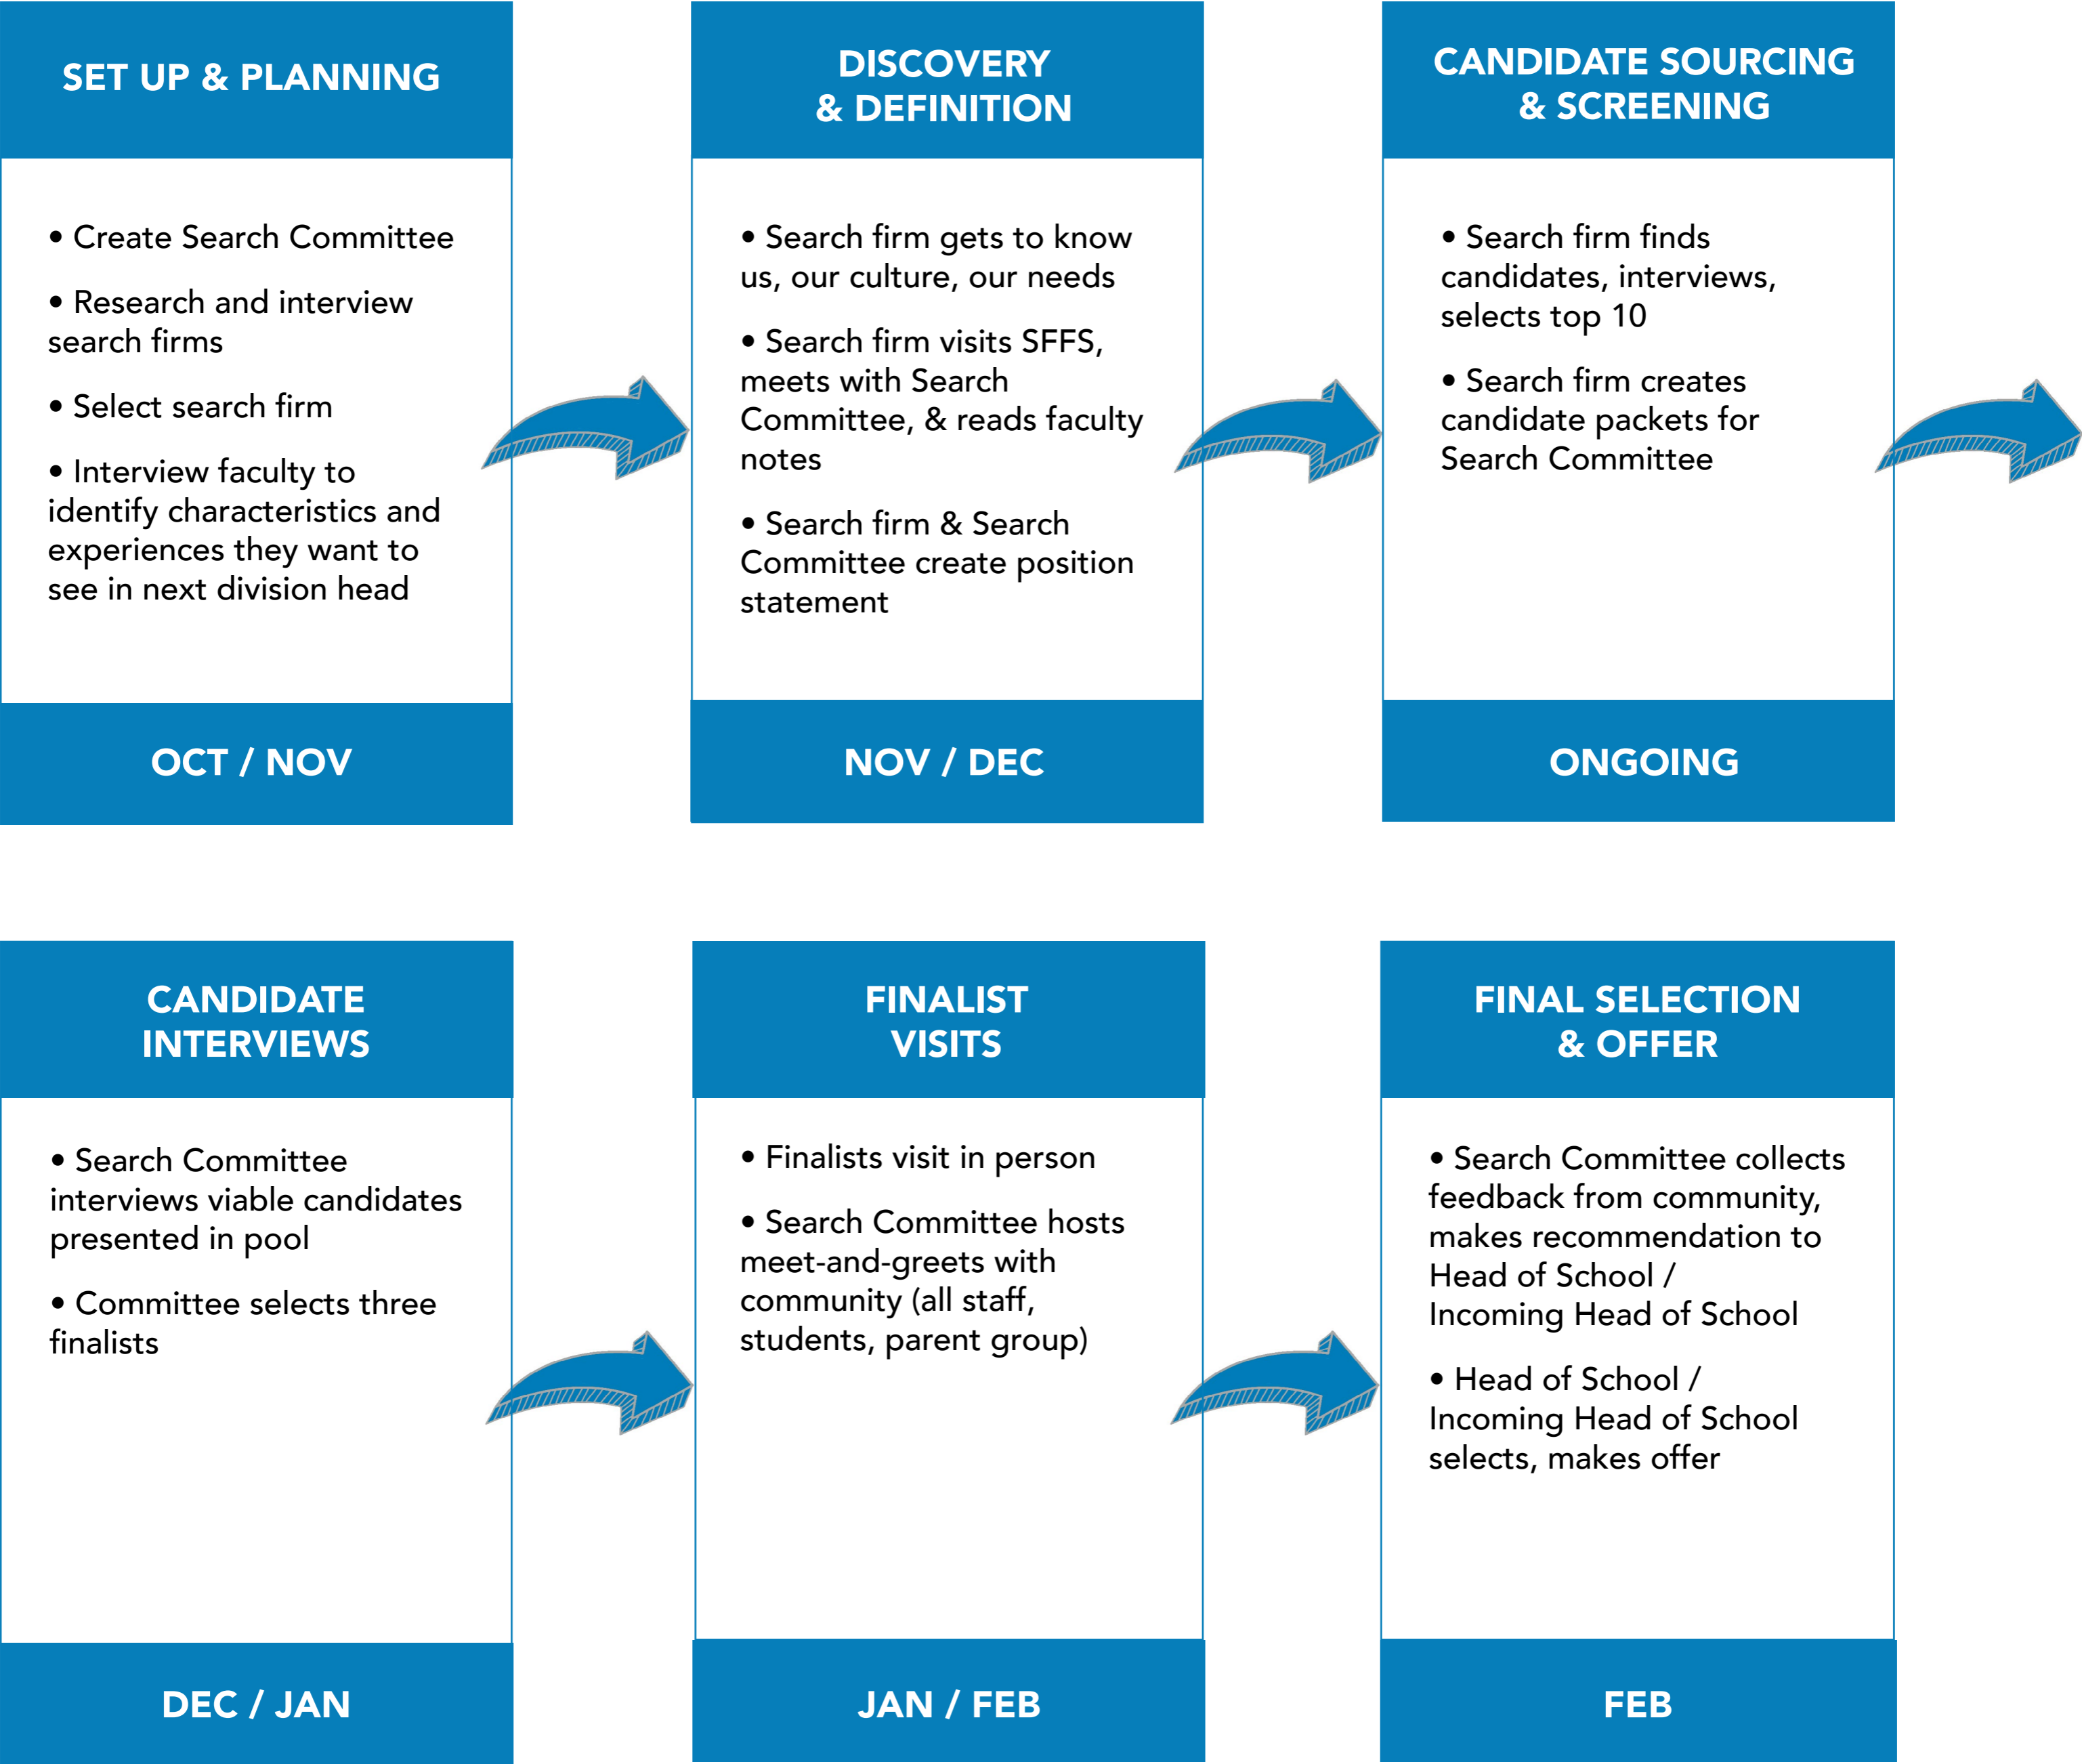 SET UP & PLANNING
• Create Search Committee
• Research and interview
search firms
• Select search firm
• Interview faculty to
identify characteristics and
experiences they want to
see in next division head
OCT / NOV
DISCOVERY
& DEFINITION
• Search firm gets to know
us, our culture, our needs
• Search firm visits SFFS,
meets with Search
Committee, & reads faculty
notes
• Search firm & Search
Committee create position
statement
NOV / DEC
CANDIDATE SOURCING
& SCREENING
• Search firm finds
candidates, interviews,
selects top 10
• Search firm creates
candidate packets for
Search Committee
ONGOING
CANDIDATE
INTERVIEWS
• Search Committee
interviews viable candidates
presented in pool
• Committee selects three
finalists
DEC / JAN
FINALIST
VISITS
• Finalists visit in person
• Search Committee hosts
meet-and-greets with
community (all staff,
students, parent group)
JAN / FEB
FINAL SELECTION
& OFFER
• Search Committee collects
feedback from community,
makes recommendation to
Head of School /
Incoming Head of School
• Head of School /
Incoming Head of School
selects, makes offer
FEB